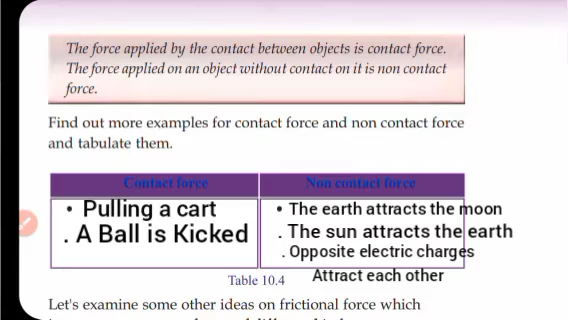 The force applied by the contact between objects is contact force.
The force applied on an object without contact on it is non contact
force.
Find out more examples for contact force and non contact force
and tabulate them.
Contact force
Non contact force
• Pulling a cart
. A Ball is Kicked
• The earth attracts the moon
. The sun attracts the earth
. Opposite electric charges
Attract each other
Table 10.4
Let's examine some other ideas on frictional force which